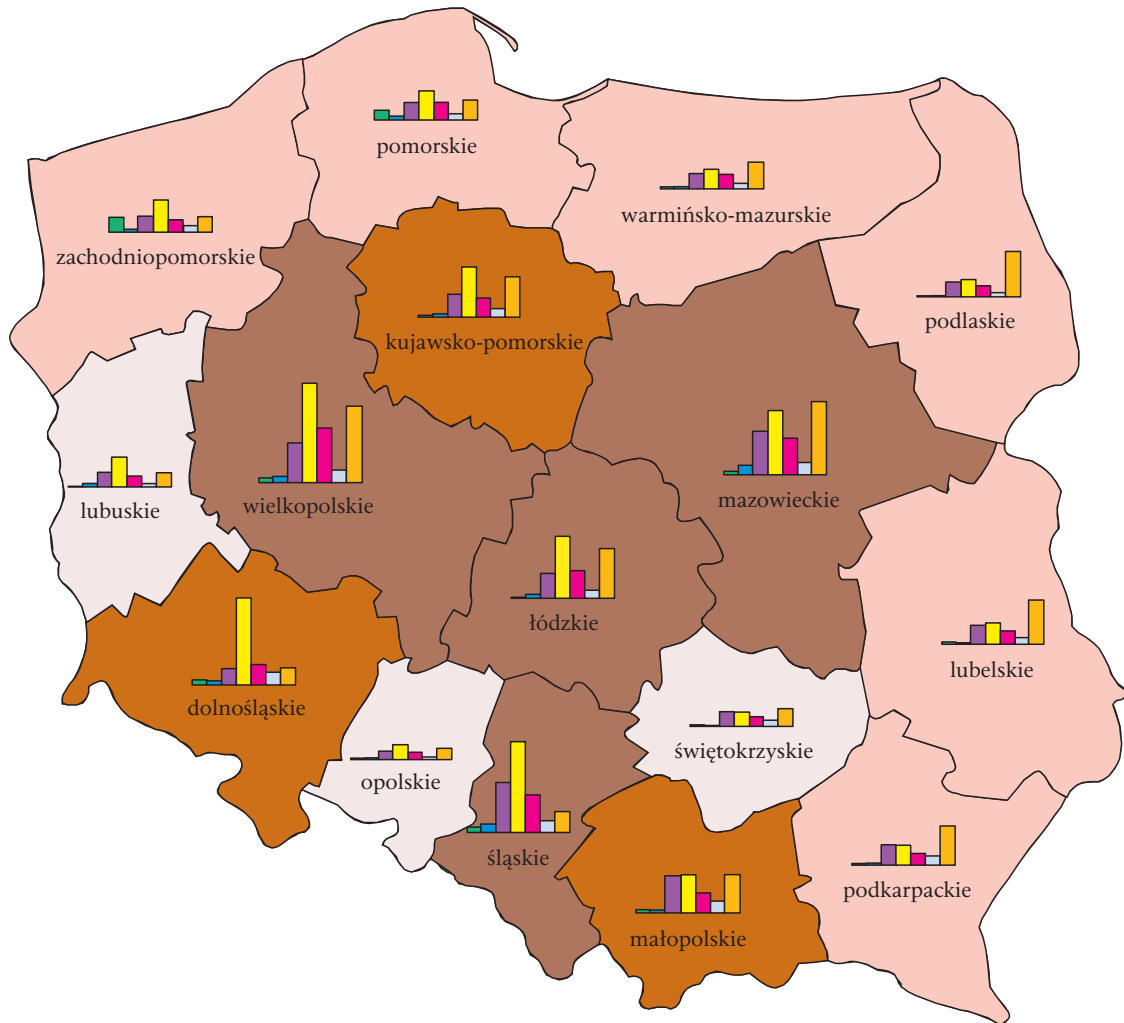 pomorskie
warmińsko-mazurskie
zachodniopomorskie
podlaskie
kujawsko-pomorskie
lubuskie
wielkopolskie
mazowieckie
łódzkie
lubelskie
dolnośląskie
świętokrzyskie
opolskie
śląskie
podkarpackie
małopolskie